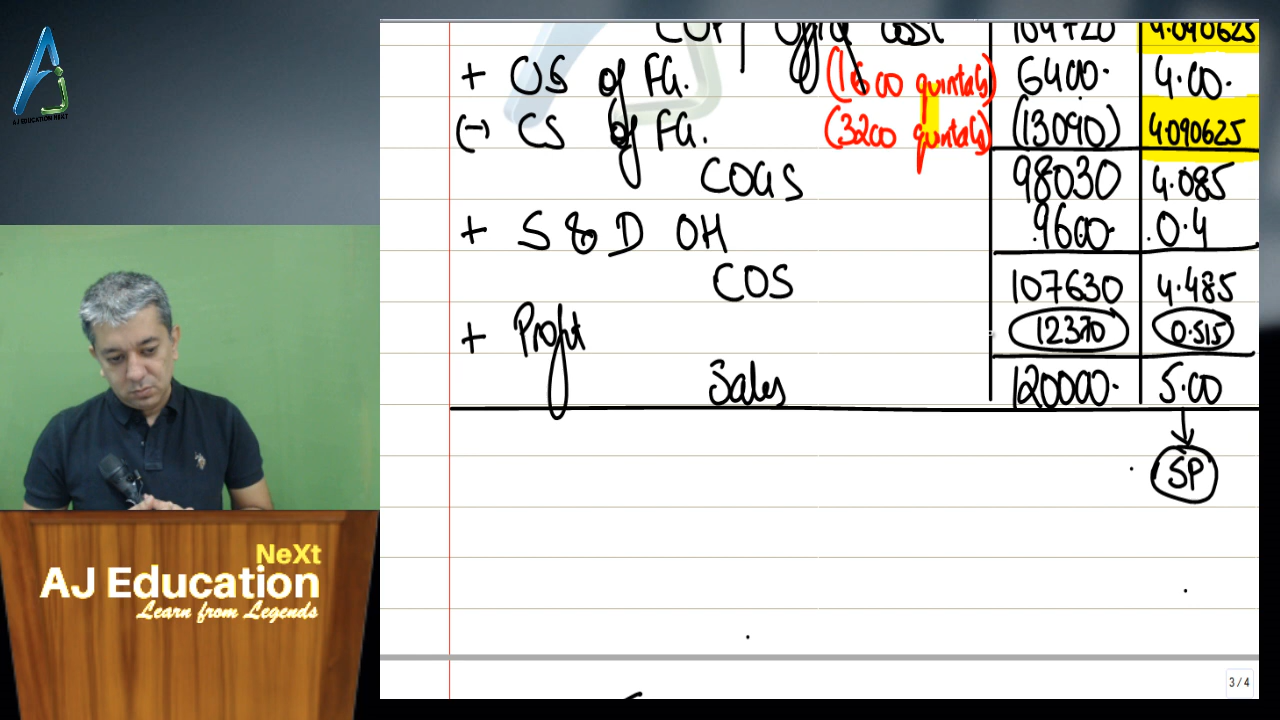 AJ EDUCATION NEXT
COP / Offic cost 104720 4.090625
+ OS of FG. (1600 quintals) 6400. 4.00.
(-) CS of FG. (3200 quintals) (13090) 4.090625
COGS 98030 4.085
+ S & D OH 9600. 0.4
COS 107630 4.485
+ Profit 12370 0.515
Sales 120000. 5.00
SP
NeXt
AJ Education
Learn from Legends
3 / 4